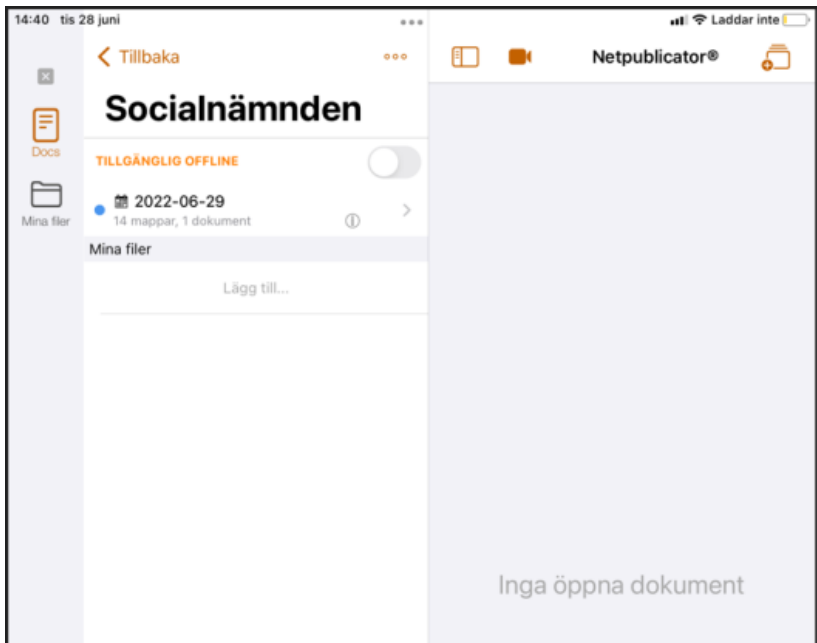 14:40 tis 28 juni
Laddar inte
Tillbaka
Netpublicator®
Socialnämnden
Docs
TILLGÄNGLIG OFFLINE
2022-06-29
14 mappar, 1 dokument
Mina filer
Mina filer
Lägg till...
Inga öppna dokument